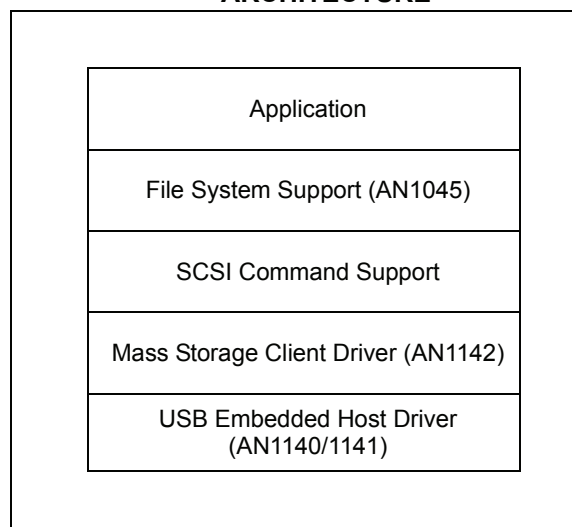 ARCHITECTURE
Application
File System Support (AN1045)
SCSI Command Support
Mass Storage Client Driver (AN1142)
USB Embedded Host Driver
(AN1140/1141)